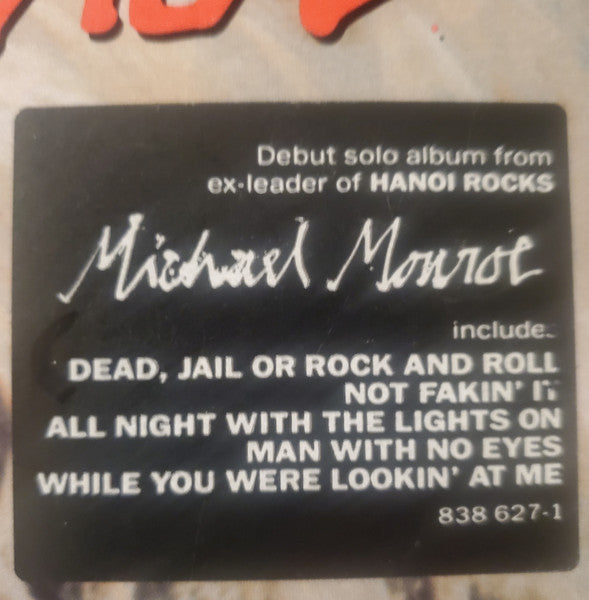 Debut solo album from
ex-leader of HANOI ROCKS
Michael Monroe
include
DEAD, JAIL OR ROCK AND ROLL
NOT FAKIN' IT
ALL NIGHT WITH THE LIGHTS ON
MAN WITH NO EYES
WHILE YOU WERE LOOKIN' AT ME
838 627-1